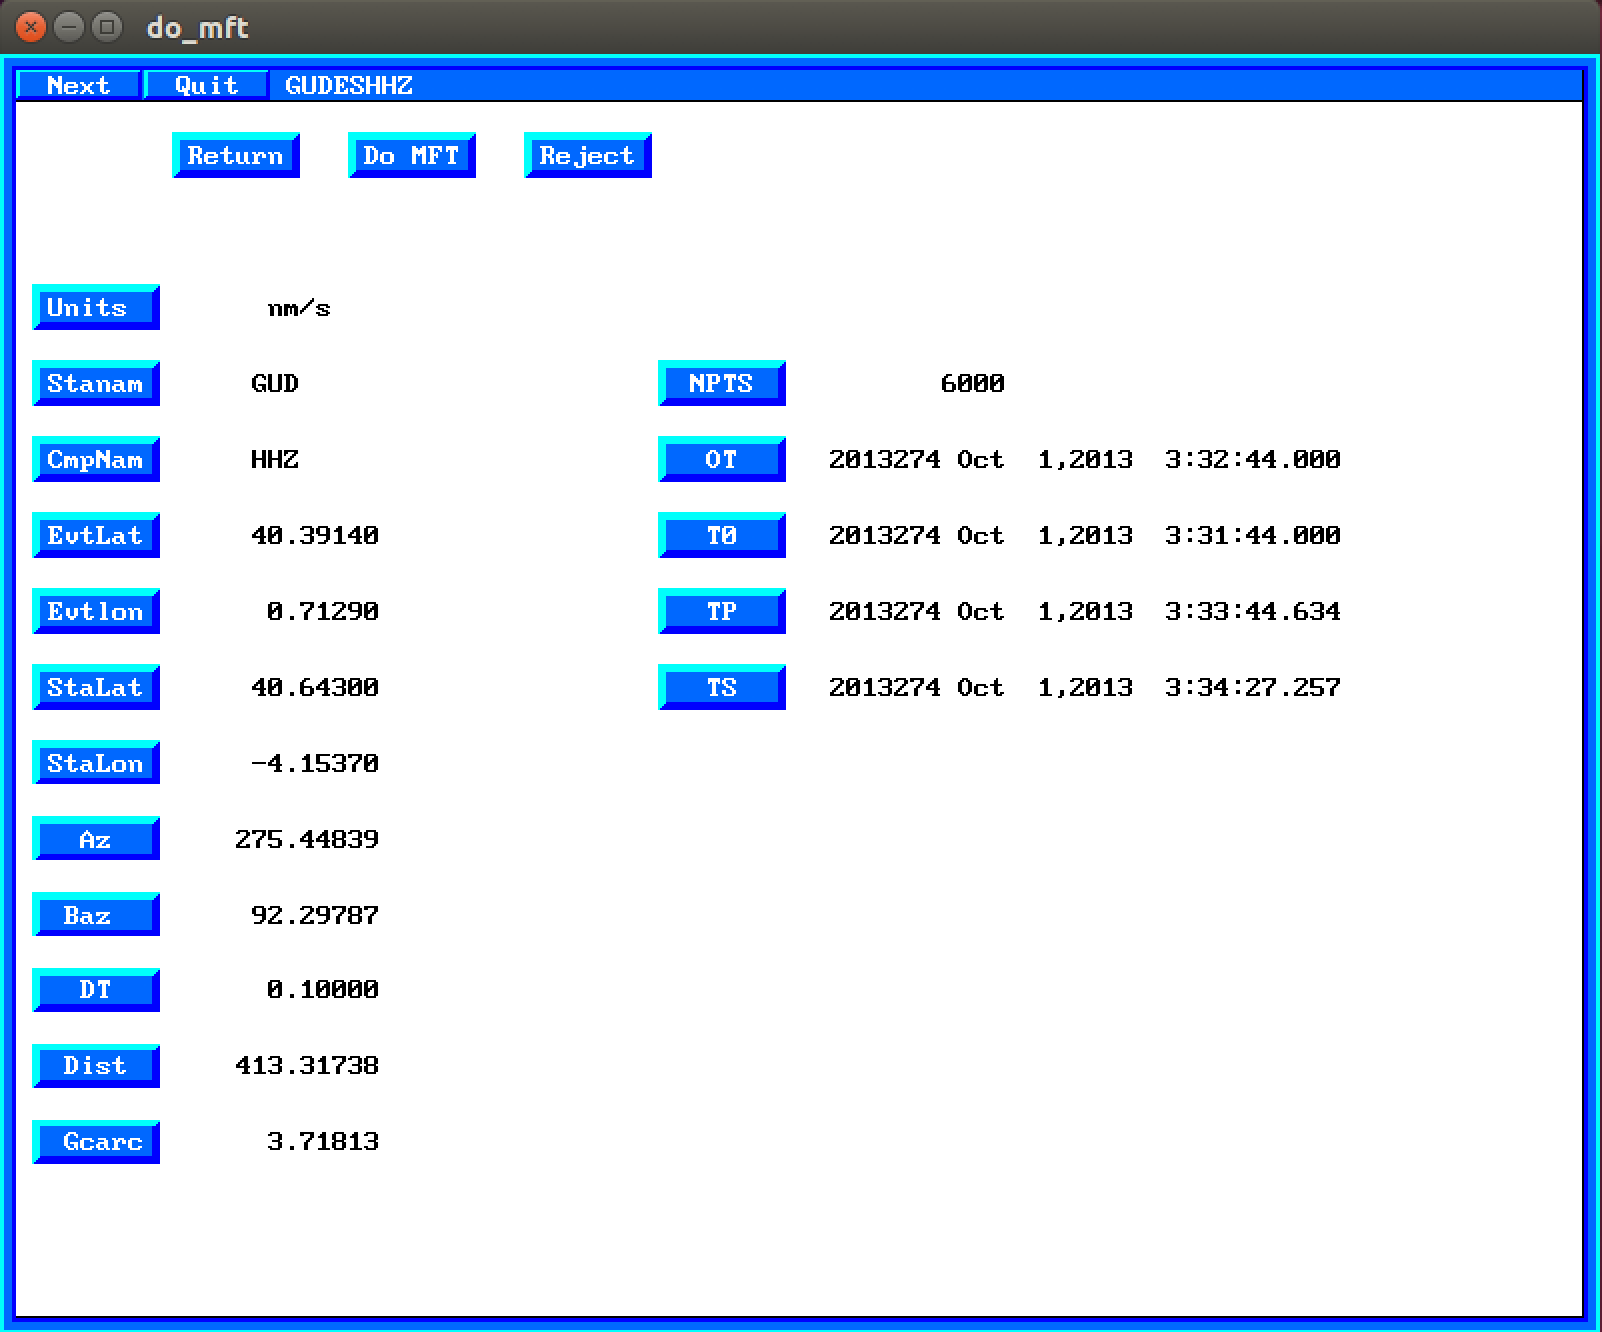 do_mft
Next Quit GUDESHHZ
Return Do MFT Reject
Units nm/s
Stanam GUD NPTS 6000
CmpNam HHZ OT 2013274 Oct 1,2013 3:32:44.000
EvtLat 40.39140 T0 2013274 Oct 1,2013 3:31:44.000
Evtlon 0.71290 TP 2013274 Oct 1,2013 3:33:44.634
StaLat 40.64300 TS 2013274 Oct 1,2013 3:34:27.257
StaLon -4.15370
Az 275.44839
Baz 92.29787
DT 0.10000
Dist 413.31738
Gcarc 3.71813